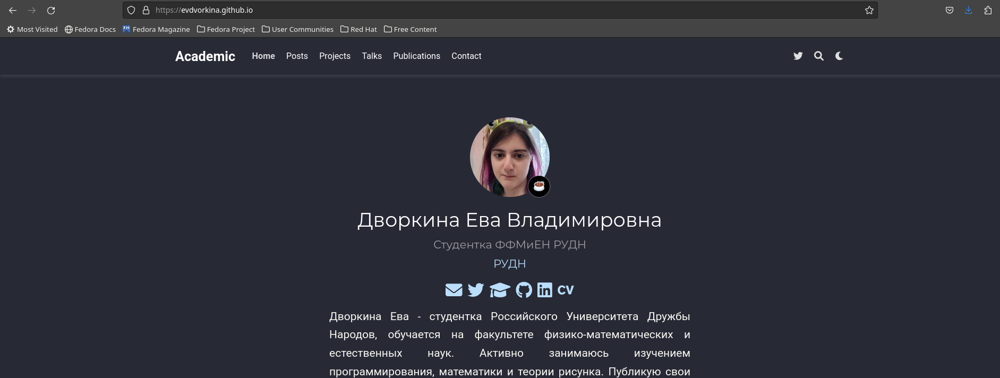 https://evdvorkina.github.io
Most Visited Fedora Docs FM Fedora Magazine Fedora Project User Communities Red Hat Free Content
Academic Home Posts Projects Talks Publications Contact
Дворкина Ева Владимировна
Студентка ФФМиЕН РУДН
РУДН
CV
Дворкина Ева - студентка Российского Университета Дружбы
Народов, обучается на факультете физико-математических и
естественных наук. Активно занимаюсь изучением
программирования, математики и теории рисунка. Публикую свои